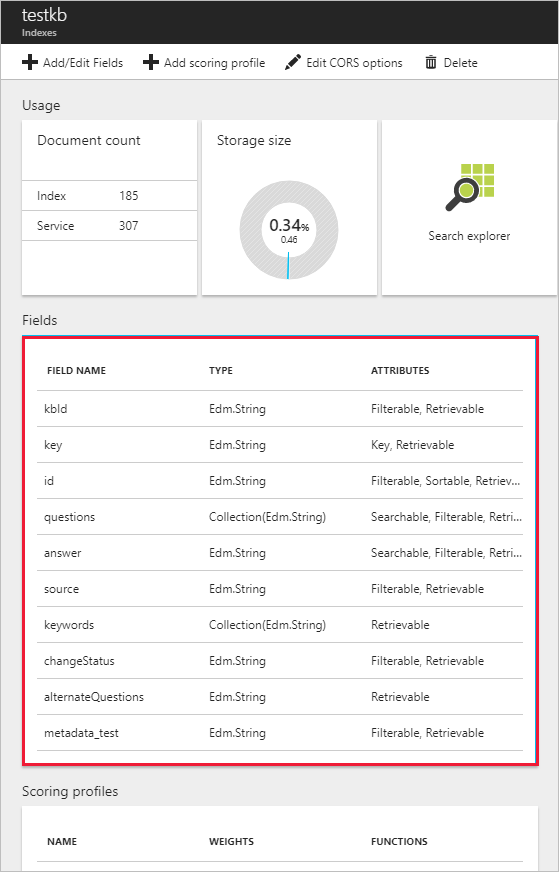 testkb
Indexes
Add/Edit Fields Add scoring profile Edit CORS options Delete
Usage
Document count
Index 185
Service 307
Storage size
0.34%
0.46
Search explorer
Fields
FIELD NAME TYPE ATTRIBUTES
kbId Edm.String Filterable, Retrievable
key Edm.String Key, Retrievable
id Edm.String Filterable, Sortable, Retriev...
questions Collection(Edm.String) Searchable, Filterable, Retri...
answer Edm.String Searchable, Filterable, Retri...
source Edm.String Filterable, Retrievable
keywords Collection(Edm.String) Retrievable
changeStatus Edm.String Filterable, Retrievable
alternateQuestions Edm.String Retrievable
metadata_test Edm.String Filterable, Retrievable
Scoring profiles
NAME WEIGHTS FUNCTIONS